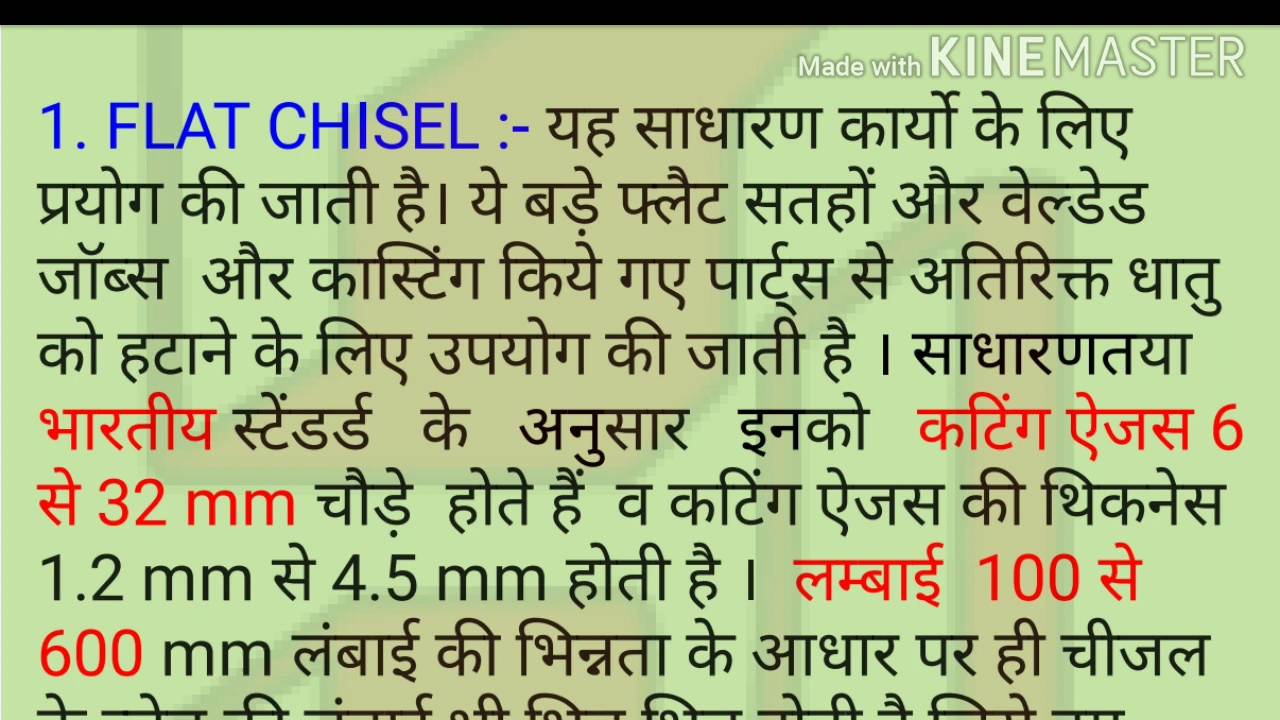 Made with KINEMASTER
1. FLAT CHISEL :- यह साधारण कार्यो के लिए
प्रयोग की जाती है। ये बड़े फ्लैट सतहों और वेल्डेड
जॉब्स और कास्टिंग किये गए पार्ट्स से अतिरिक्त धातु
को हटाने के लिए उपयोग की जाती है । साधारणतया
भारतीय स्टेंडर्ड के अनुसार इनको कटिंग ऐजस 6
से 32 mm चौड़े होते हैं व कटिंग ऐजस की थिकनेस
1.2 mm से 4.5 mm होती है । लम्बाई 100 से
600 mm लंबाई की भिन्नता के आधार पर ही चीजल